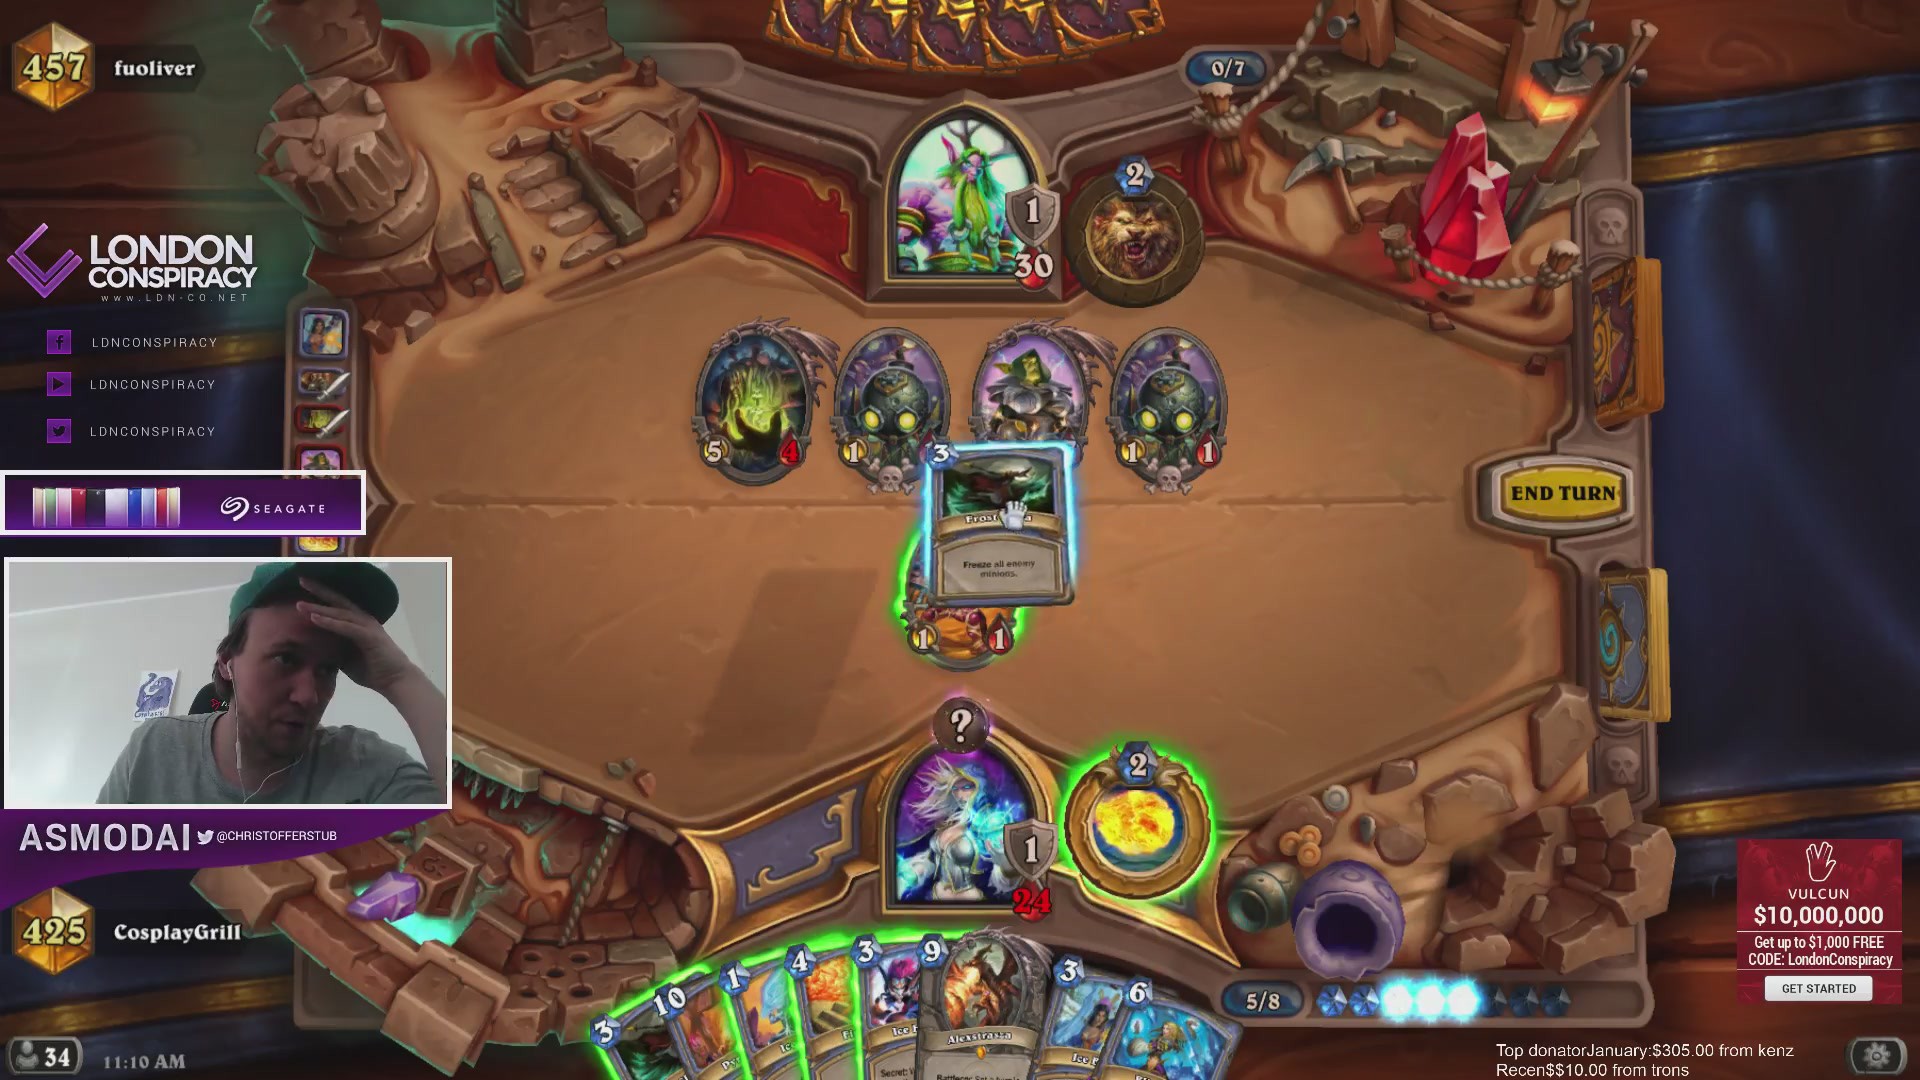 457
fuoliver
0/7
2
1
30
LONDON
CONSPIRACY
WWW.LDN-CO.NET
LDNCONSPIRACY
LDNCONSPIRACY
LDNCONSPIRACY
SEAGATE
5 4
1
1 1
3
Freeze all enemy
minions.
END TURN
1 1
?
2
1
24
ASMODAI @CHRISTOFFERSTUB
425
CosplayGrill
3 10 1 4 3 9 3 6
Alexstrasza
Secret:
5/8
VULCUN
$10,000,000
Get up to $1,000 FREE
CODE: LondonConspiracy
GET STARTED
34
11:10 AM
Top donatorJanuary:$305.00 from kenz
Recen$$10.00 from trons